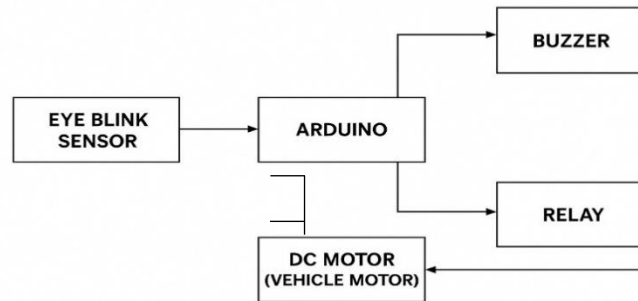 BUZZER
EYE BLINK
SENSOR
ARDUINO
RELAY
DC MOTOR
(VEHICLE MOTOR)